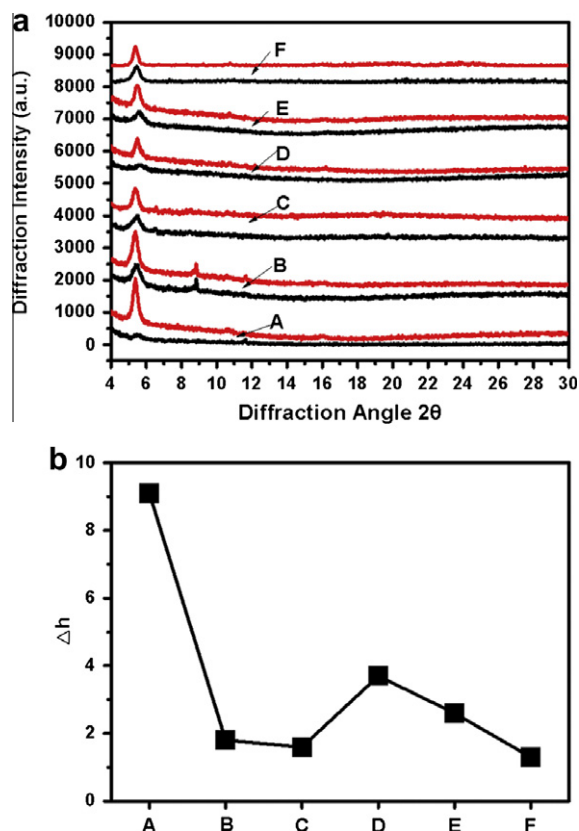 a
10000
9000
8000
7000
6000
5000
4000
3000
2000
1000
0
Diffraction Intensity (a.u.)
F
E
D
C
B
A
4 6 8 10 12 14 16 18 20 22 24 26 28 30
Diffraction Angle 2θ
b
10
8
6
4
2
0
△h
A B C D E F